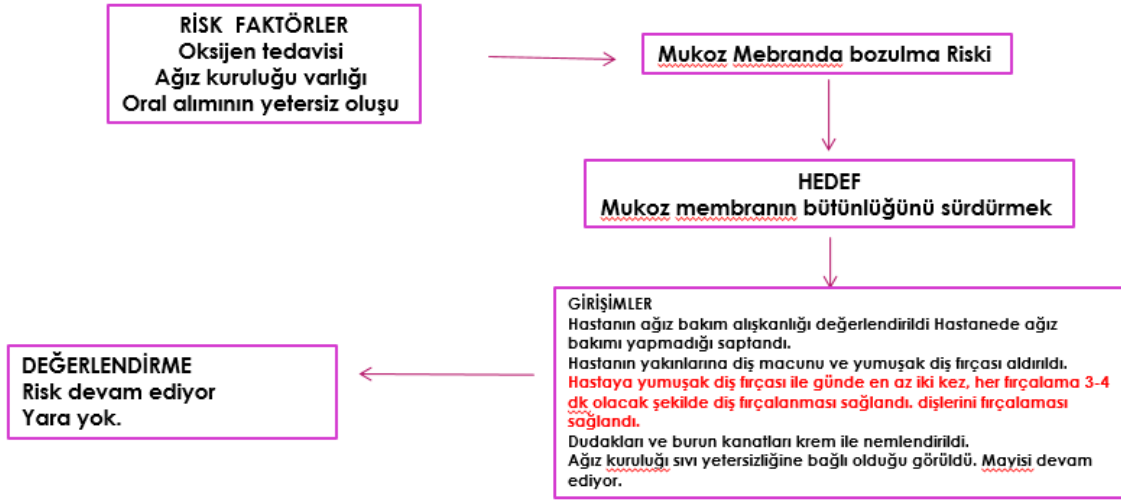 RİSK FAKTÖRLER
Oksijen tedavisi
Ağız kuruluğu varlığı
Oral alımının yetersiz oluşu
Mukoz Mebranda bozulma Riski
HEDEF
Mukoz membranın bütünlüğünü sürdürmek
GİRİŞİMLER
Hastanın ağız bakım alışkanlığı değerlendirildi Hastanede ağız
bakımı yapmadığı saptandı.
Hastanın yakınlarına diş macunu ve yumuşak diş fırçası aldırıldı.
Hastaya yumuşak diş fırçası ile günde en az iki kez, her fırçalama 3-4
dk olacak şekilde diş fırçalanması sağlandı. dişlerini fırçalaması
sağlandı.
Dudakları ve burun kanatları krem ile nemlendirildi.
Ağız kuruluğı sıvı yetersizliğine bağlı olduğu görüldü. Mayisi devam
ediyor.
DEĞERLENDİRME
Risk devam ediyor
Yara yok.